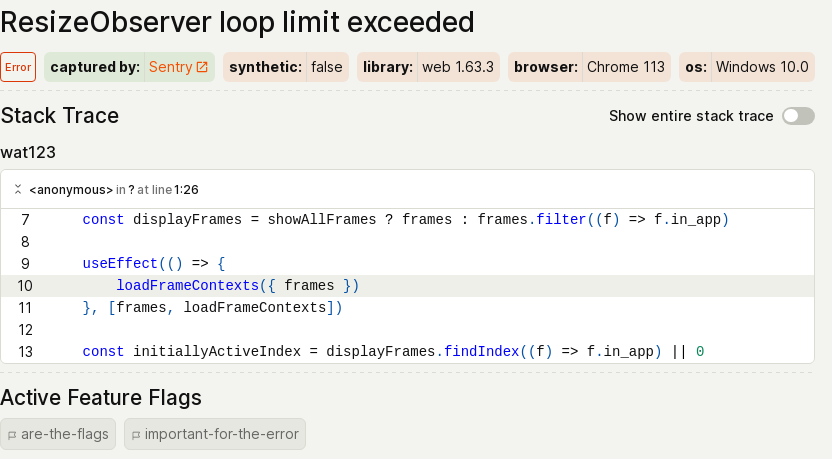 ResizeObserver loop limit exceeded
Error captured by: Sentry synthetic: false library: web 1.63.3 browser: Chrome 113 os: Windows 10.0
Stack Trace Show entire stack trace
wat123
<anonymous> in ? at line 1:26
7 const displayFrames = showAllFrames ? frames : frames.filter((f) => f.in_app)
8
9 useEffect(() => {
10 loadFrameContexts({ frames })
11 }, [frames, loadFrameContexts])
12
13 const initiallyActiveIndex = displayFrames.findIndex((f) => f.in_app) || 0
Active Feature Flags
are-the-flags important-for-the-error